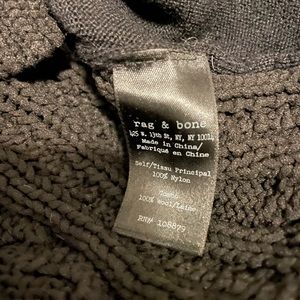 rag & bone
425 W. 13th St, NY, NY 10014
Made in China/
Fabriqué en Chine
Self/Tissu Principal
100% Nylon
100% Wool/Laine
RN# 108879